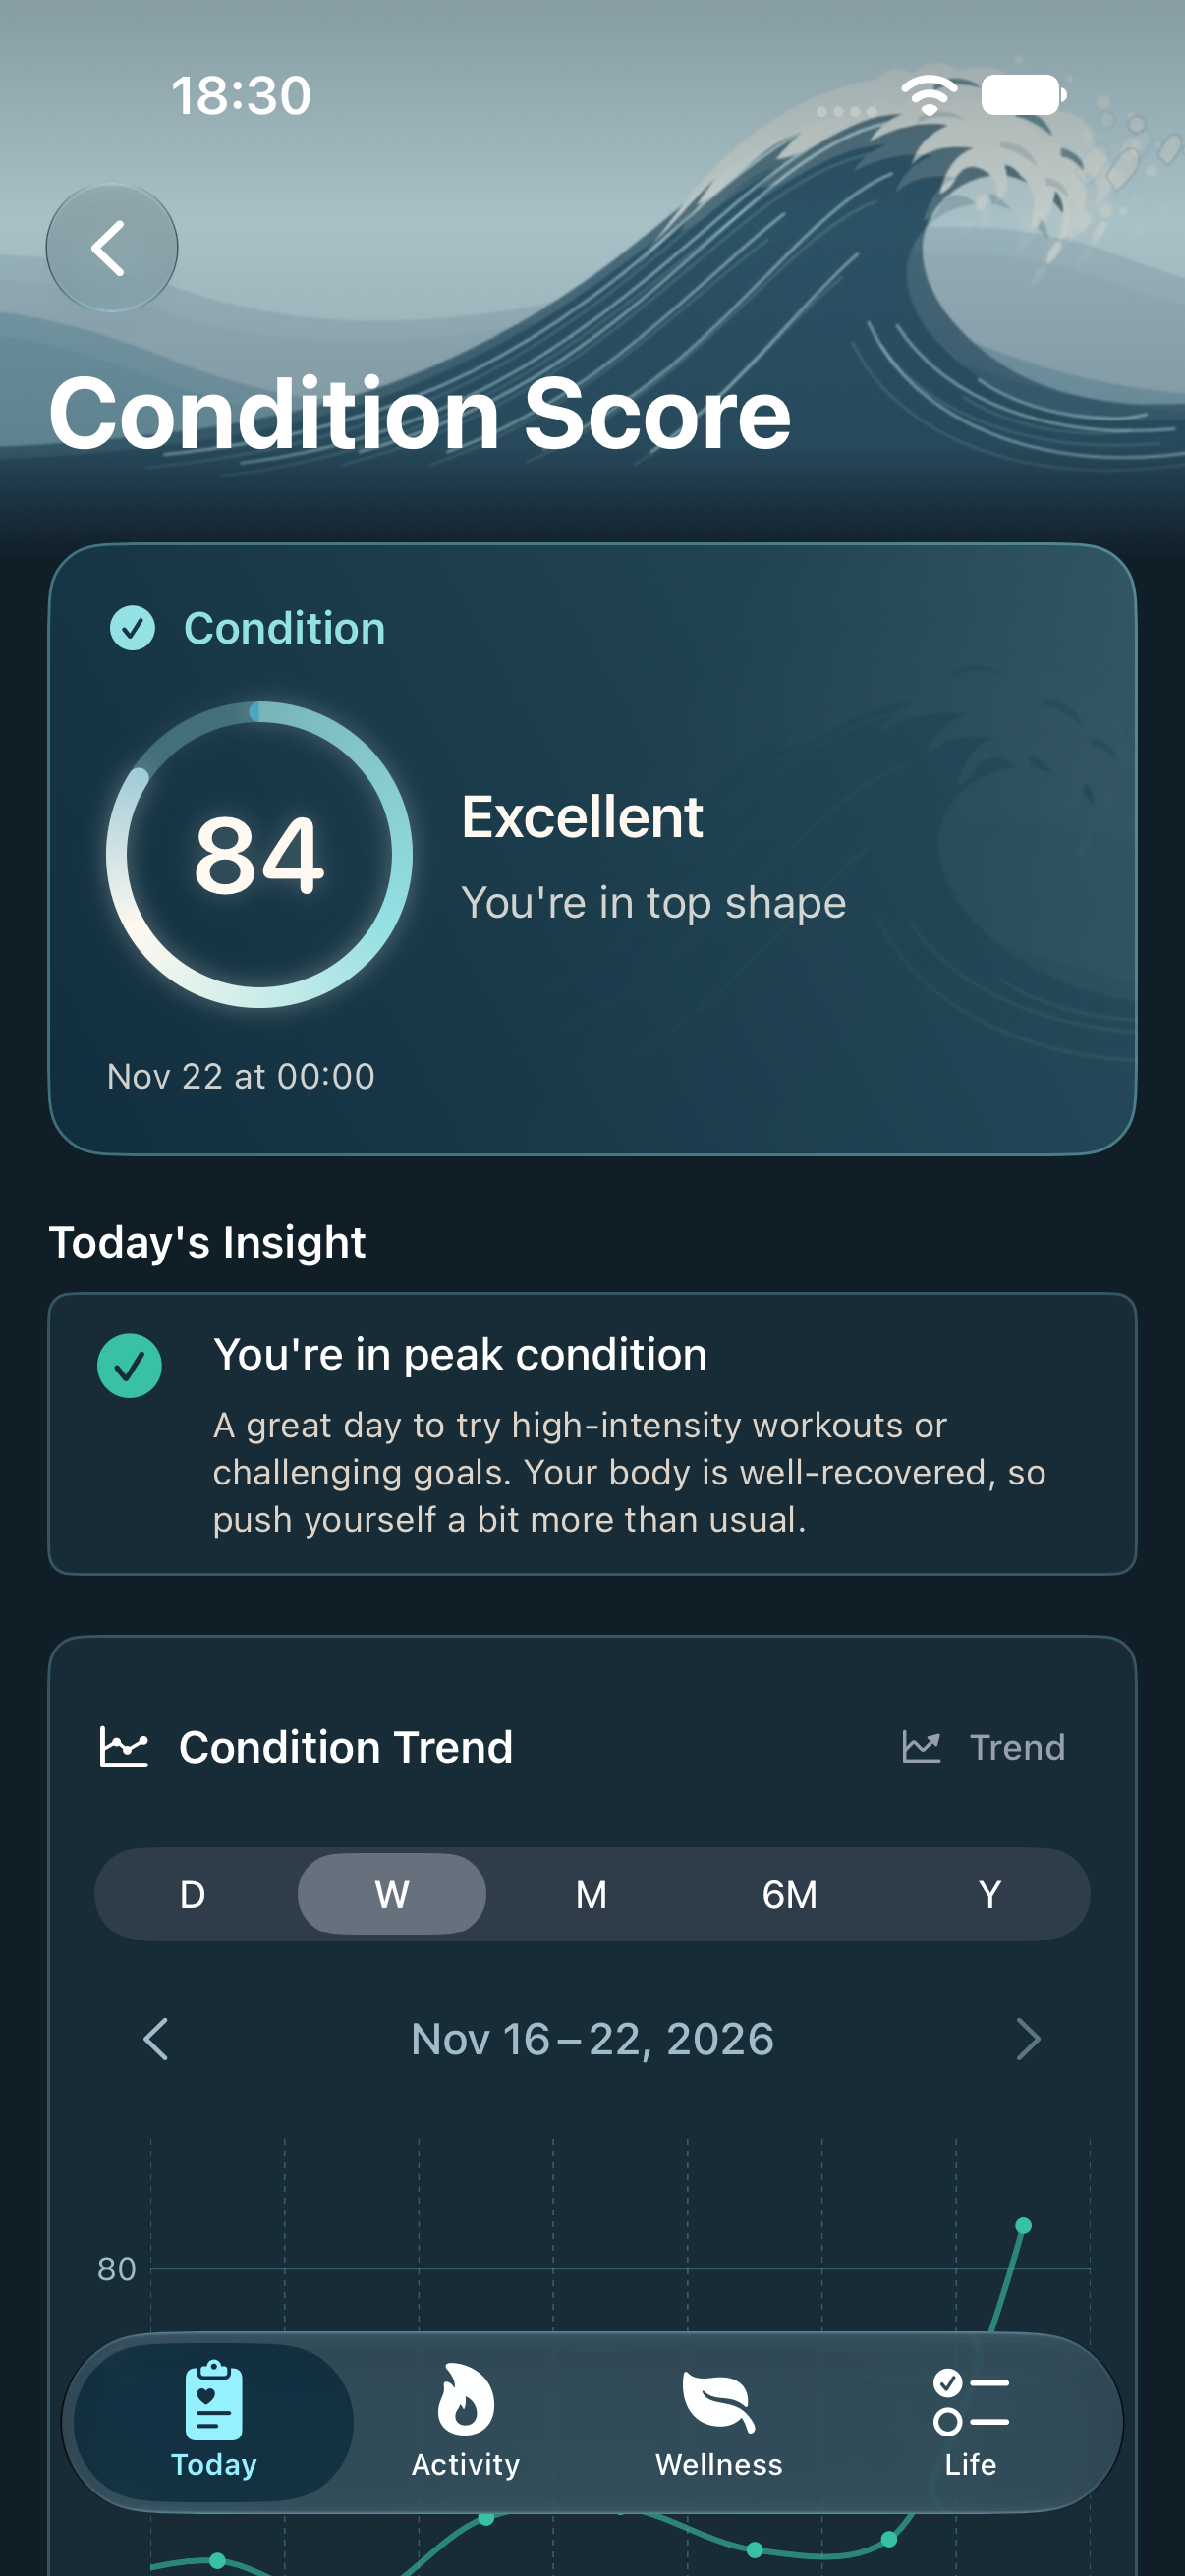 18:30
Condition Score
Condition
84
Excellent
You're in top shape
Nov 22 at 00:00
Today's Insight
You're in peak condition
A great day to try high-intensity workouts or
challenging goals. Your body is well-recovered, so
push yourself a bit more than usual.
Condition Trend
Trend
D W M 6M Y
Nov 16–22, 2026
80
Today Activity Wellness Life